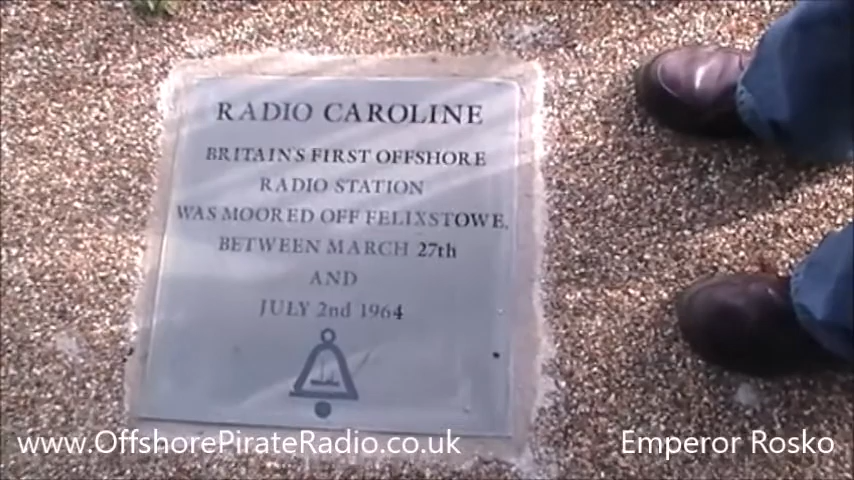 RADIO CAROLINE
BRITAIN'S FIRST OFFSHORE
RADIO STATION
WAS MOORED OFF FELIXSTOWE,
BETWEEN MARCH 27th
AND
JULY 2nd 1964
www.OffshorePirateRadio.co.uk
Emperor Rosko